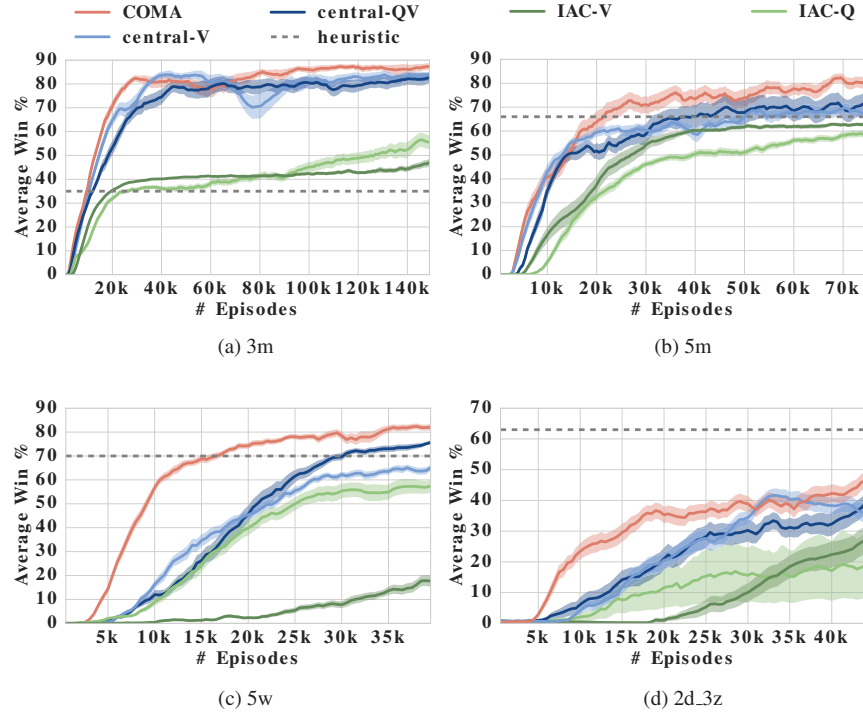 COMA central-QV IAC-V IAC-Q
central-V heuristic
90
80
70
60
50
40
30
20
10
0
Average Win %
20k 40k 60k 80k 100k 120k 140k
# Episodes
(a) 3m
90
80
70
60
50
40
30
20
10
0
Average Win %
10k 20k 30k 40k 50k 60k 70k
# Episodes
(b) 5m
90
80
70
60
50
40
30
20
10
0
Average Win %
5k 10k 15k 20k 25k 30k 35k
# Episodes
(c) 5w
70
60
50
40
30
20
10
0
Average Win %
5k 10k 15k 20k 25k 30k 35k 40k
# Episodes
(d) 2d_3z